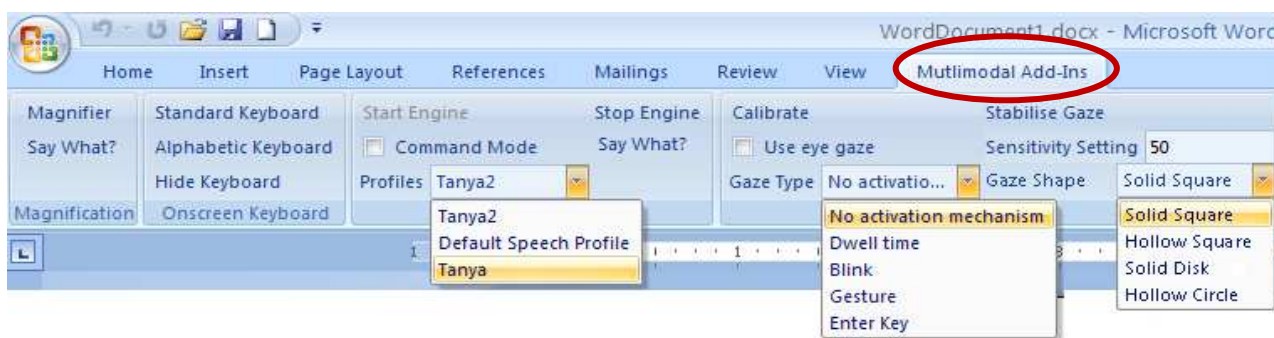 WordDocument1.docx - Microsoft Word
Home Insert Page Layout References Mailings Review View Mutlimodal Add-Ins
Magnifier Standard Keyboard Start Engine Stop Engine Calibrate Stabilise Gaze
Say What? Alphabetic Keyboard Command Mode Say What? Use eye gaze Sensitivity Setting 50
Hide Keyboard Profiles Tanya2 Gaze Type No activatio... Gaze Shape Solid Square
Magnification Onscreen Keyboard
Tanya2
Default Speech Profile
Tanya
No activation mechanism
Dwell time
Blink
Gesture
Enter Key
Solid Square
Hollow Square
Solid Disk
Hollow Circle
L 1 1